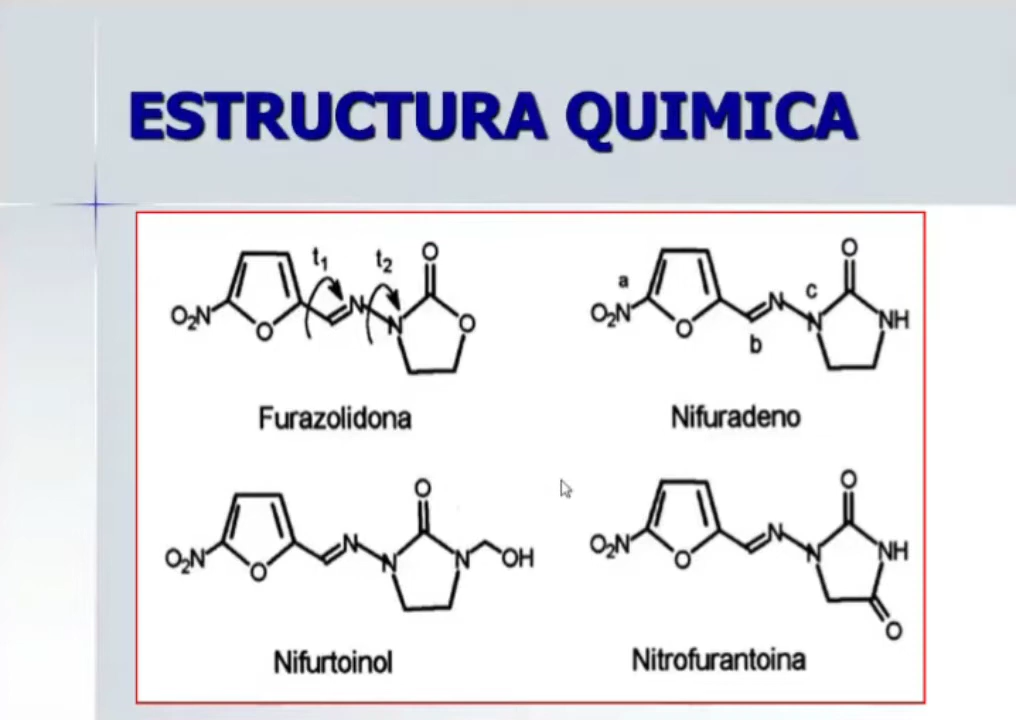 ESTRUCTURA QUIMICA
O₂N O t₁ N t₂ N O O
Furazolidona
a O₂N O b N c N O NH
Nifuradeno
O₂N O N N O N OH
Nifurtoinol
O₂N O N N O NH O
Nitrofurantoina